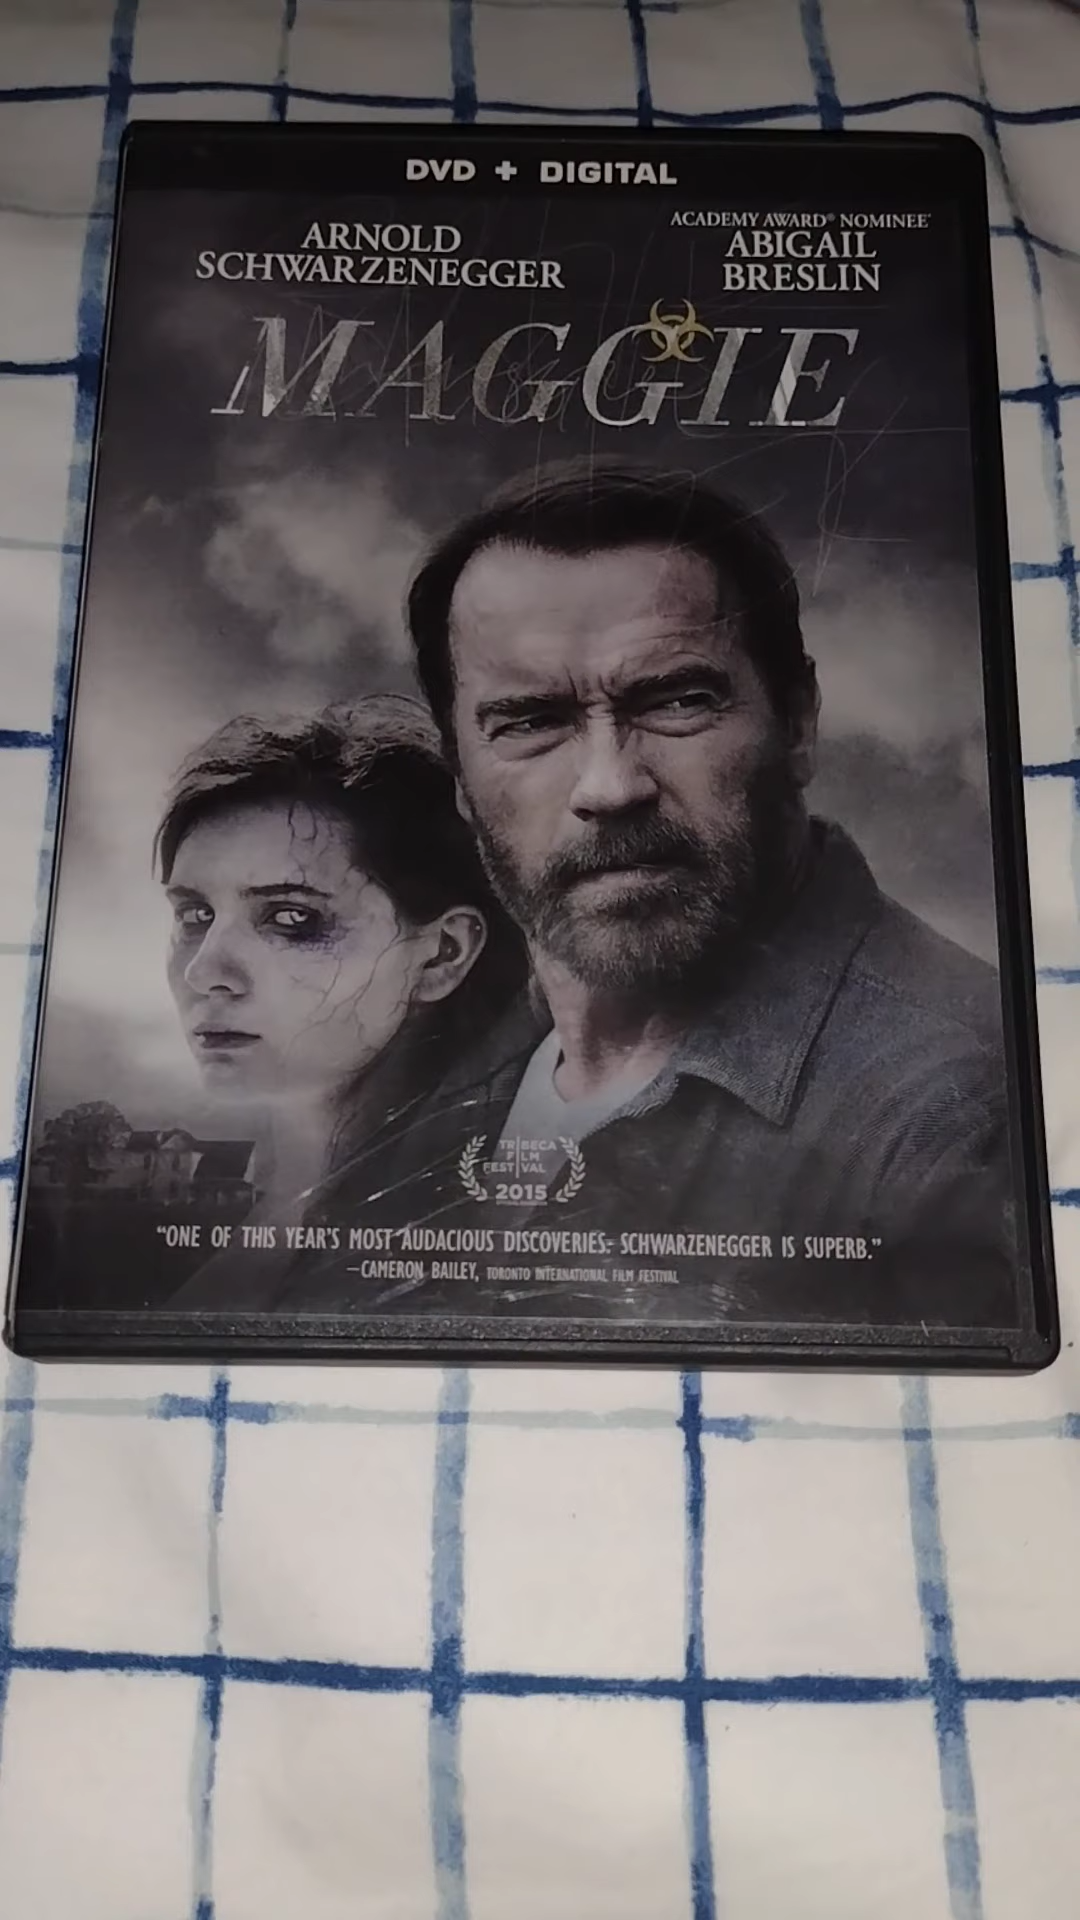 DVD + DIGITAL
ARNOLD
SCHWARZENEGGER
ACADEMY AWARD® NOMINEE
ABIGAIL
BRESLIN
MAGGIE
TRIBECA
FILM
FESTIVAL
2015
“ONE OF THIS YEAR'S MOST AUDACIOUS DISCOVERIES. SCHWARZENEGGER IS SUPERB.”
—CAMERON BAILEY, TORONTO INTERNATIONAL FILM FESTIVAL